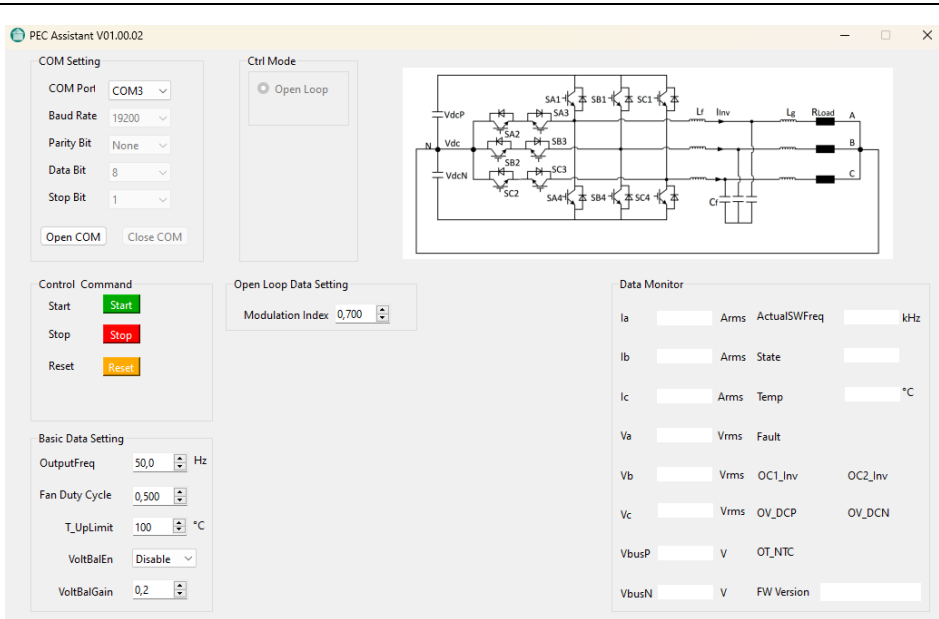 PEC Assistant V01.00.02
COM Setting
COM Port COM3
Baud Rate 19200
Parity Bit None
Data Bit 8
Stop Bit 1
Open COM Close COM
Ctrl Mode
Open Loop
SA1 SB1 SC1
VdcP SA3 Lf Iinv Lg RLoad A
SA2
N Vdc SB3 B
SB2
VdcN SC3 C
SC2 SA4 SB4 SC4 Cf
Control Command
Start Start
Stop Stop
Reset Reset
Open Loop Data Setting
Modulation Index 0,700
Basic Data Setting
OutputFreq 50,0 Hz
Fan Duty Cycle 0,500
T_UpLimit 100 °C
VoltBalEn Disable
VoltBalGain 0,2
Data Monitor
Ia Arms ActualSWFreq kHz
Ib Arms State
Ic Arms Temp °C
Va Vrms Fault
Vb Vrms OC1_Inv OC2_Inv
Vc Vrms OV_DCP OV_DCN
VbusP V OT_NTC
VbusN V FW Version